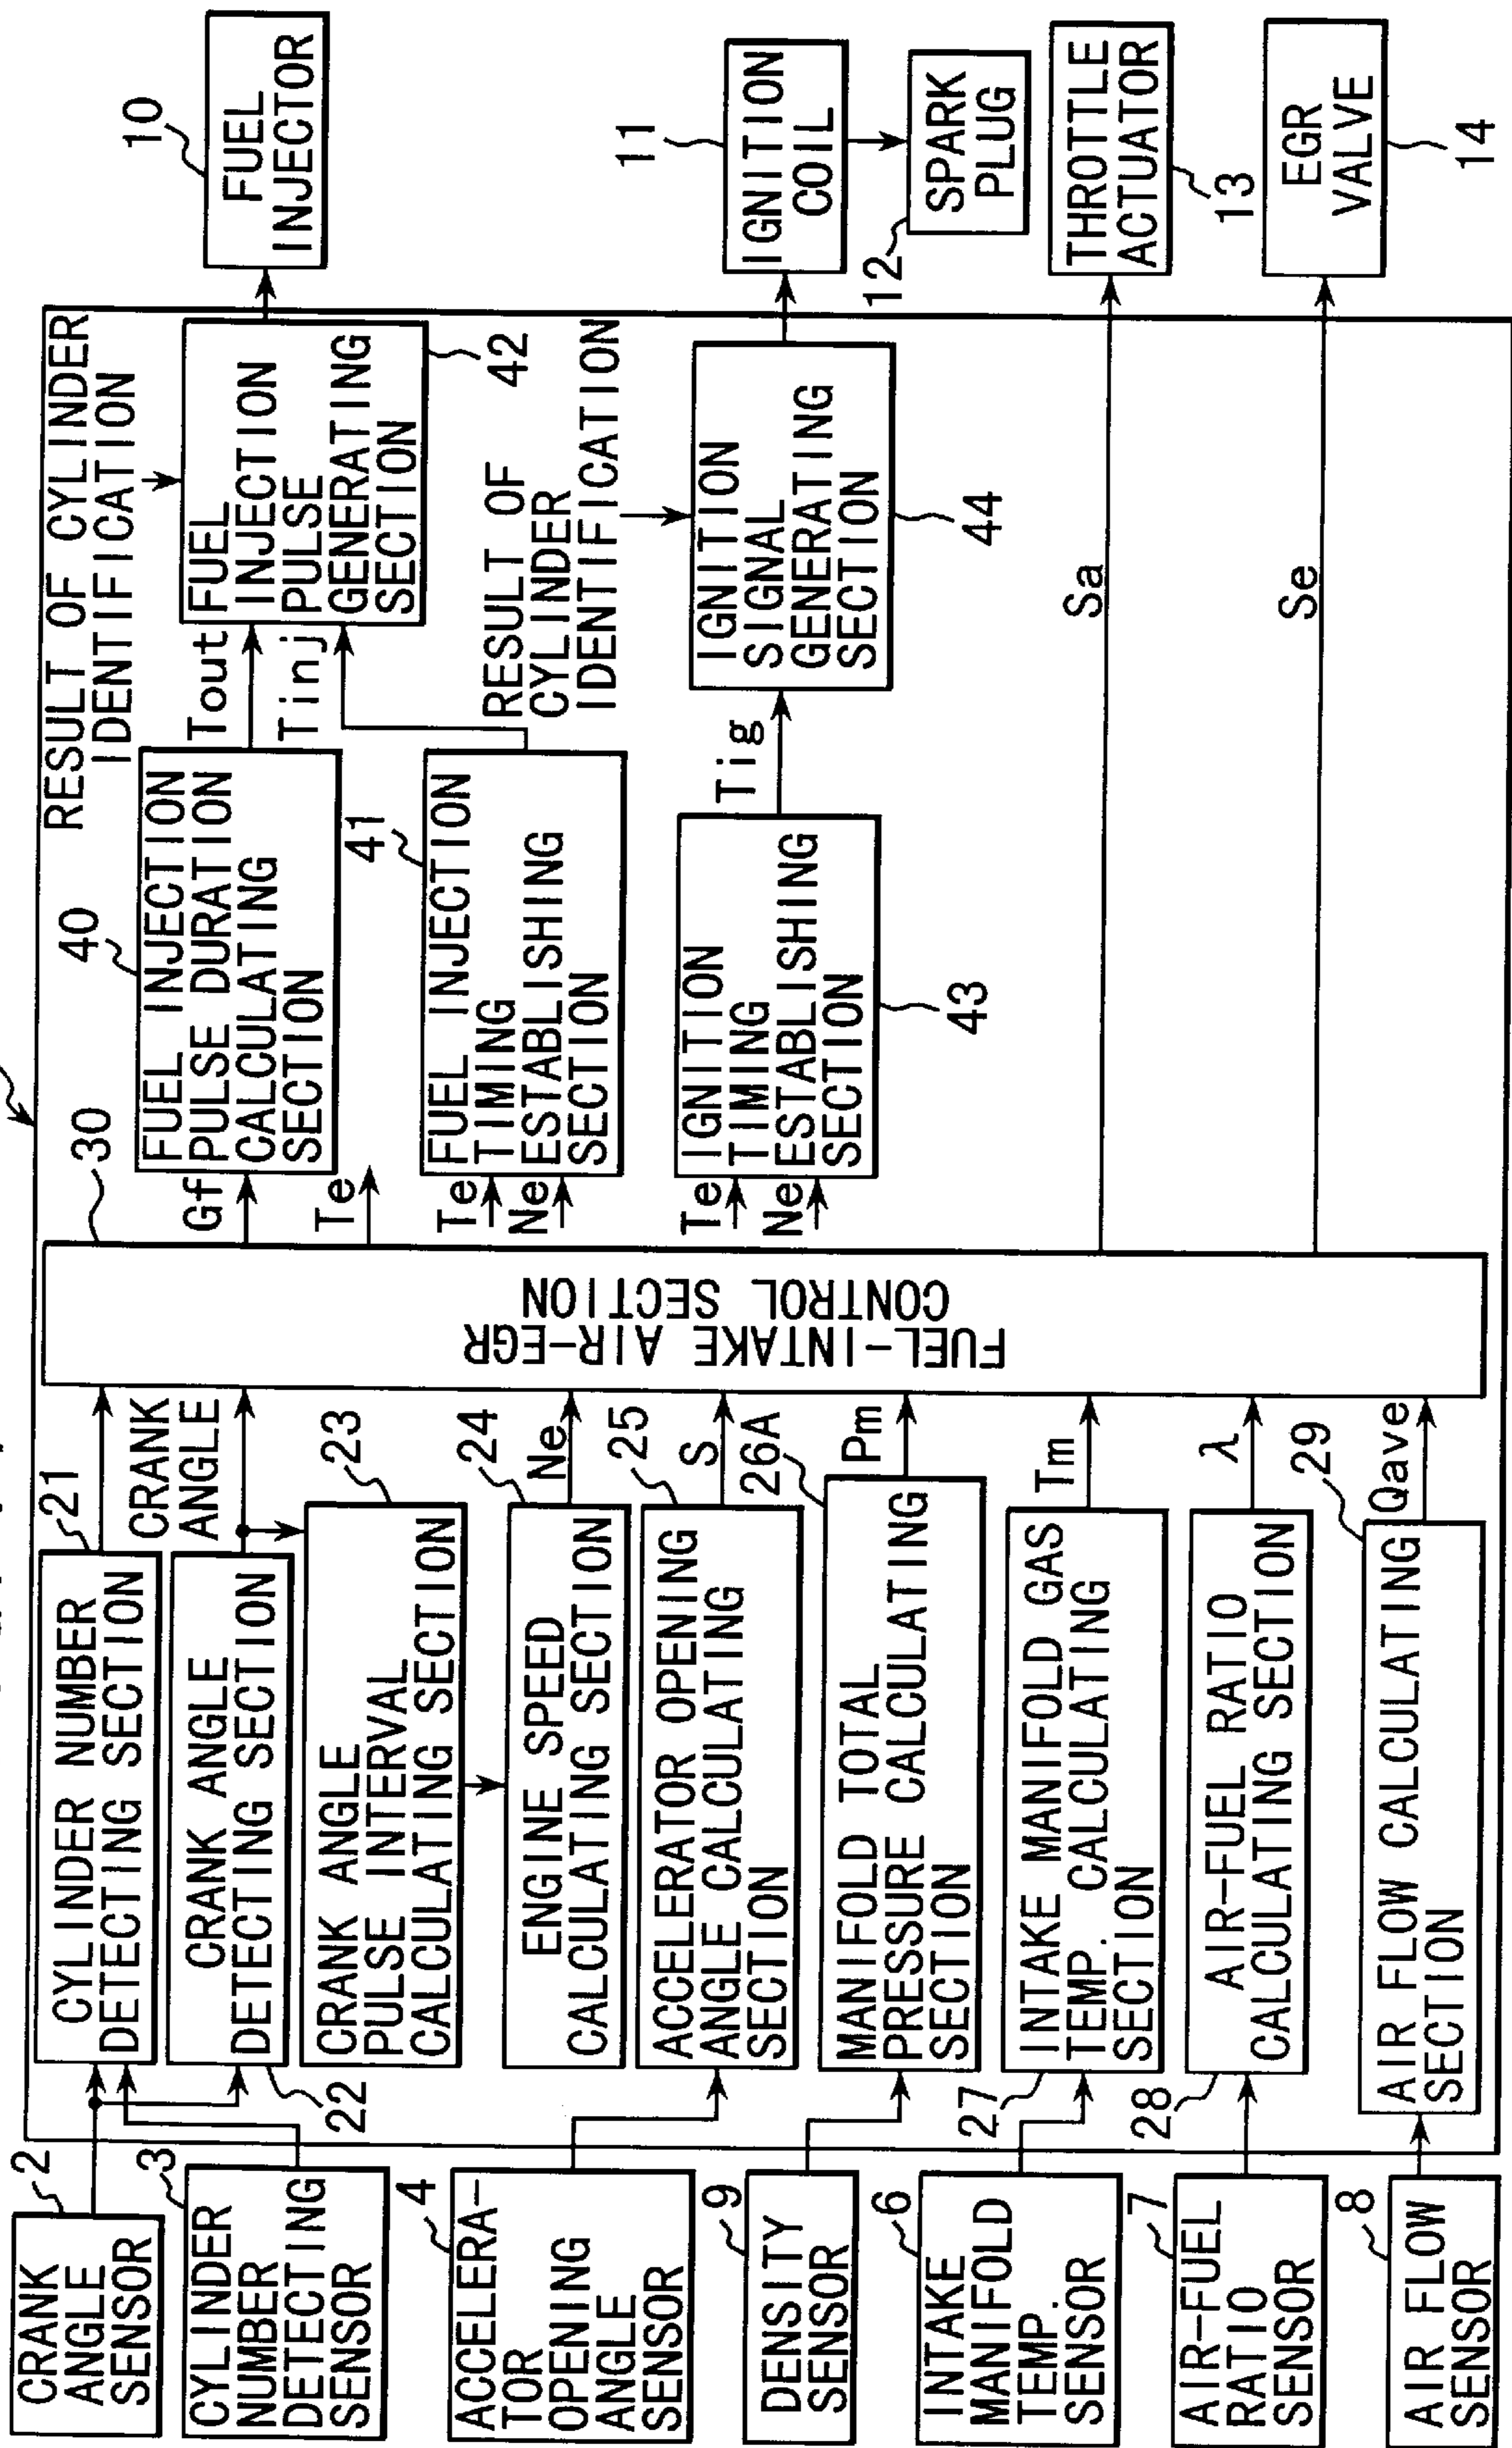 2
CRANK
ANGLE
SENSOR
3
CYLINDER
NUMBER
DETECTING
SENSOR
4
ACCELERA-
TOR
OPENING
ANGLE
SENSOR
9
DENSITY
SENSOR
6
INTAKE
MANIFOLD
TEMP.
SENSOR
7
AIR-FUEL
RATIO
SENSOR
8
AIR FLOW
SENSOR
21
CYLINDER NUMBER
DETECTING SECTION
CRANK
ANGLE
22
CRANK ANGLE
DETECTING SECTION
23
CRANK ANGLE
PULSE INTERVAL
CALCULATING SECTION
24
ENGINE SPEED
CALCULATING SECTION
Ne
25
ACCELERATOR OPENING
ANGLE CALCULATING
SECTION
S
26A
MANIFOLD TOTAL
PRESSURE CALCULATING
SECTION
Pm
27
INTAKE MANIFOLD GAS
TEMP. CALCULATING
SECTION
Tm
28
AIR-FUEL RATIO
CALCULATING SECTION
λ
29
AIR FLOW CALCULATING
SECTION
Qave
30
FUEL-INTAKE AIR-EGR
CONTROL SECTION
Gf
Te
40
FUEL INJECTION
PULSE DURATION
CALCULATING
SECTION
Tout
Te
Ne
41
FUEL INJECTION
TIMING
ESTABLISHING
SECTION
Tinj
RESULT OF CYLINDER
IDENTIFICATION
FUEL
INJECTION
PULSE
GENERATING
SECTION
42
Te
Ne
IGNITION
TIMING
ESTABLISHING
SECTION
43
Tig
RESULT OF
CYLINDER
IDENTIFICATION
IGNITION
SIGNAL
GENERATING
SECTION
44
Sa
Se
10
FUEL
INJECTOR
11
IGNITION
COIL
12
SPARK
PLUG
THROTTLE
ACTUATOR
13
EGR
VALVE
14